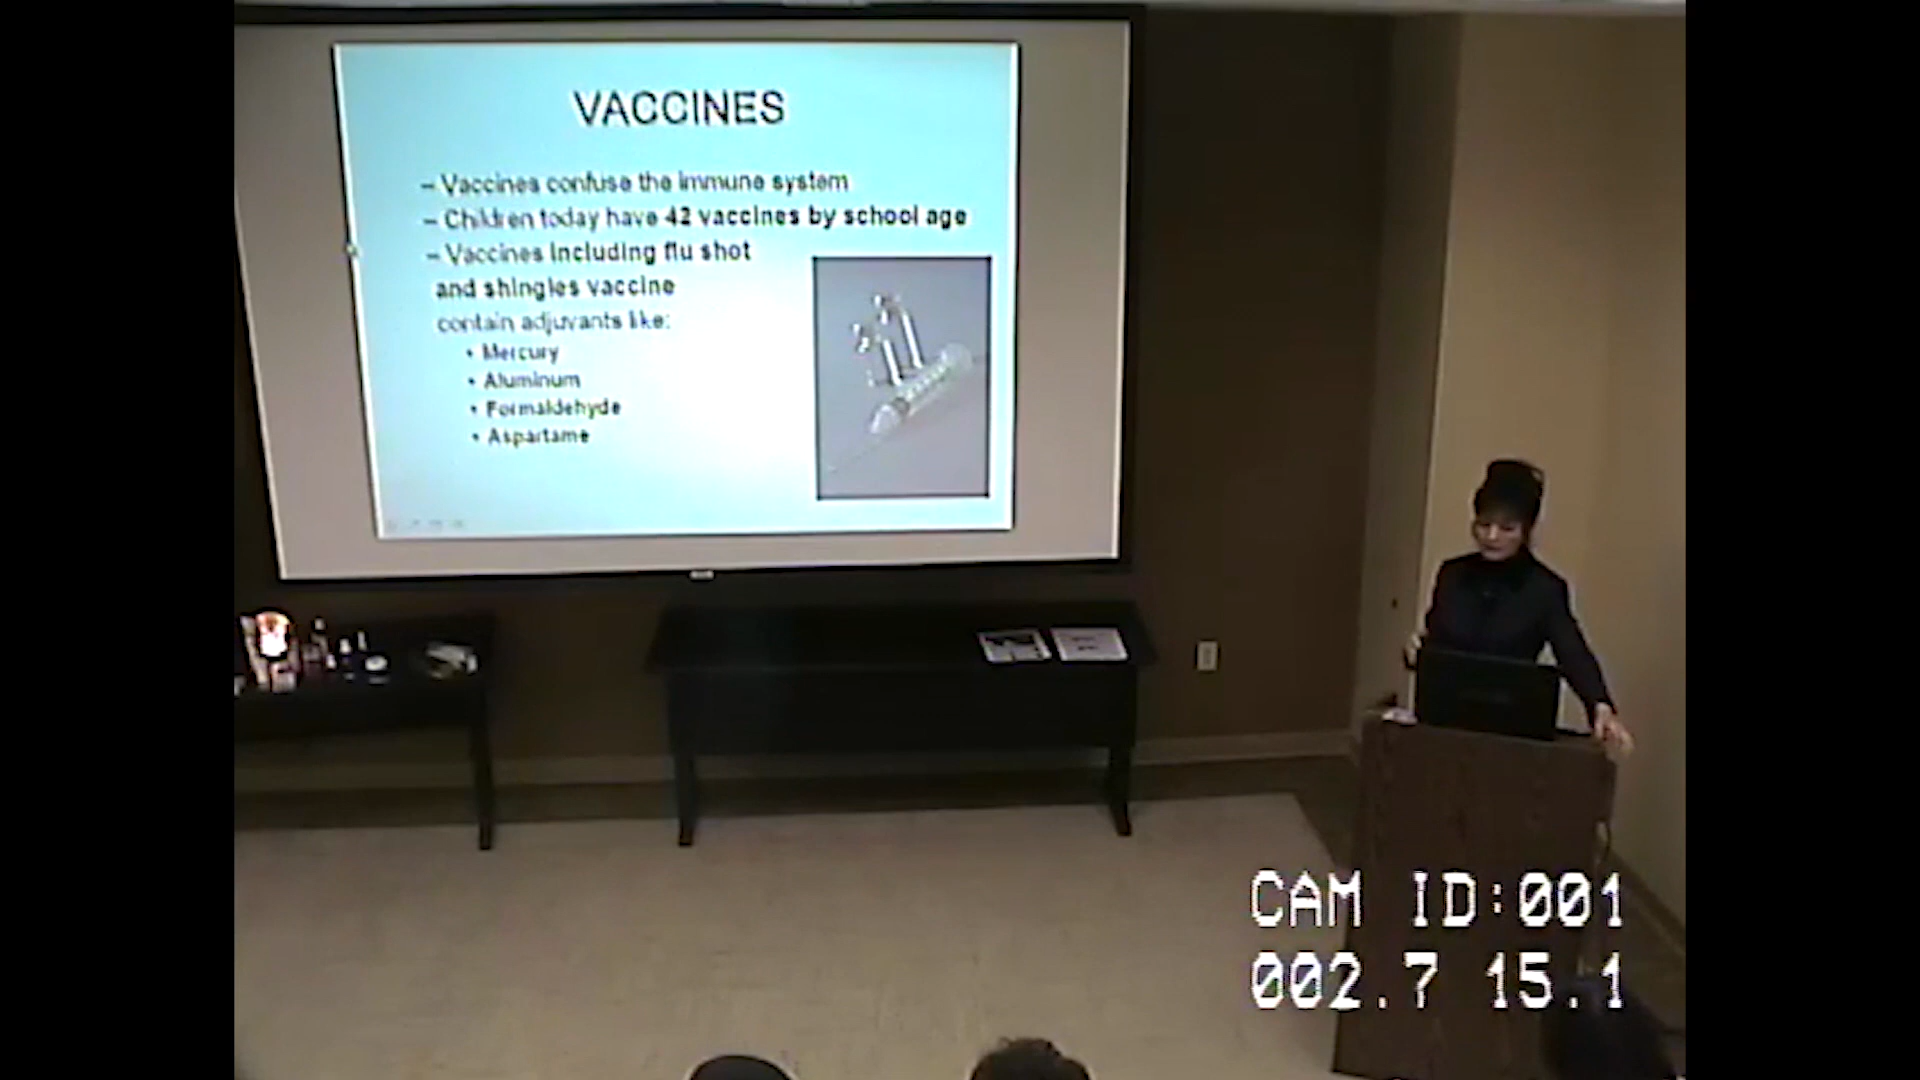 VACCINES
– Vaccines confuse the immune system
– Children today have 42 vaccines by school age
– Vaccines including flu shot
and shingles vaccine
contain adjuvants like:
• Mercury
• Aluminum
• Formaldehyde
• Aspartame
CAM ID:001
002.7 15.1